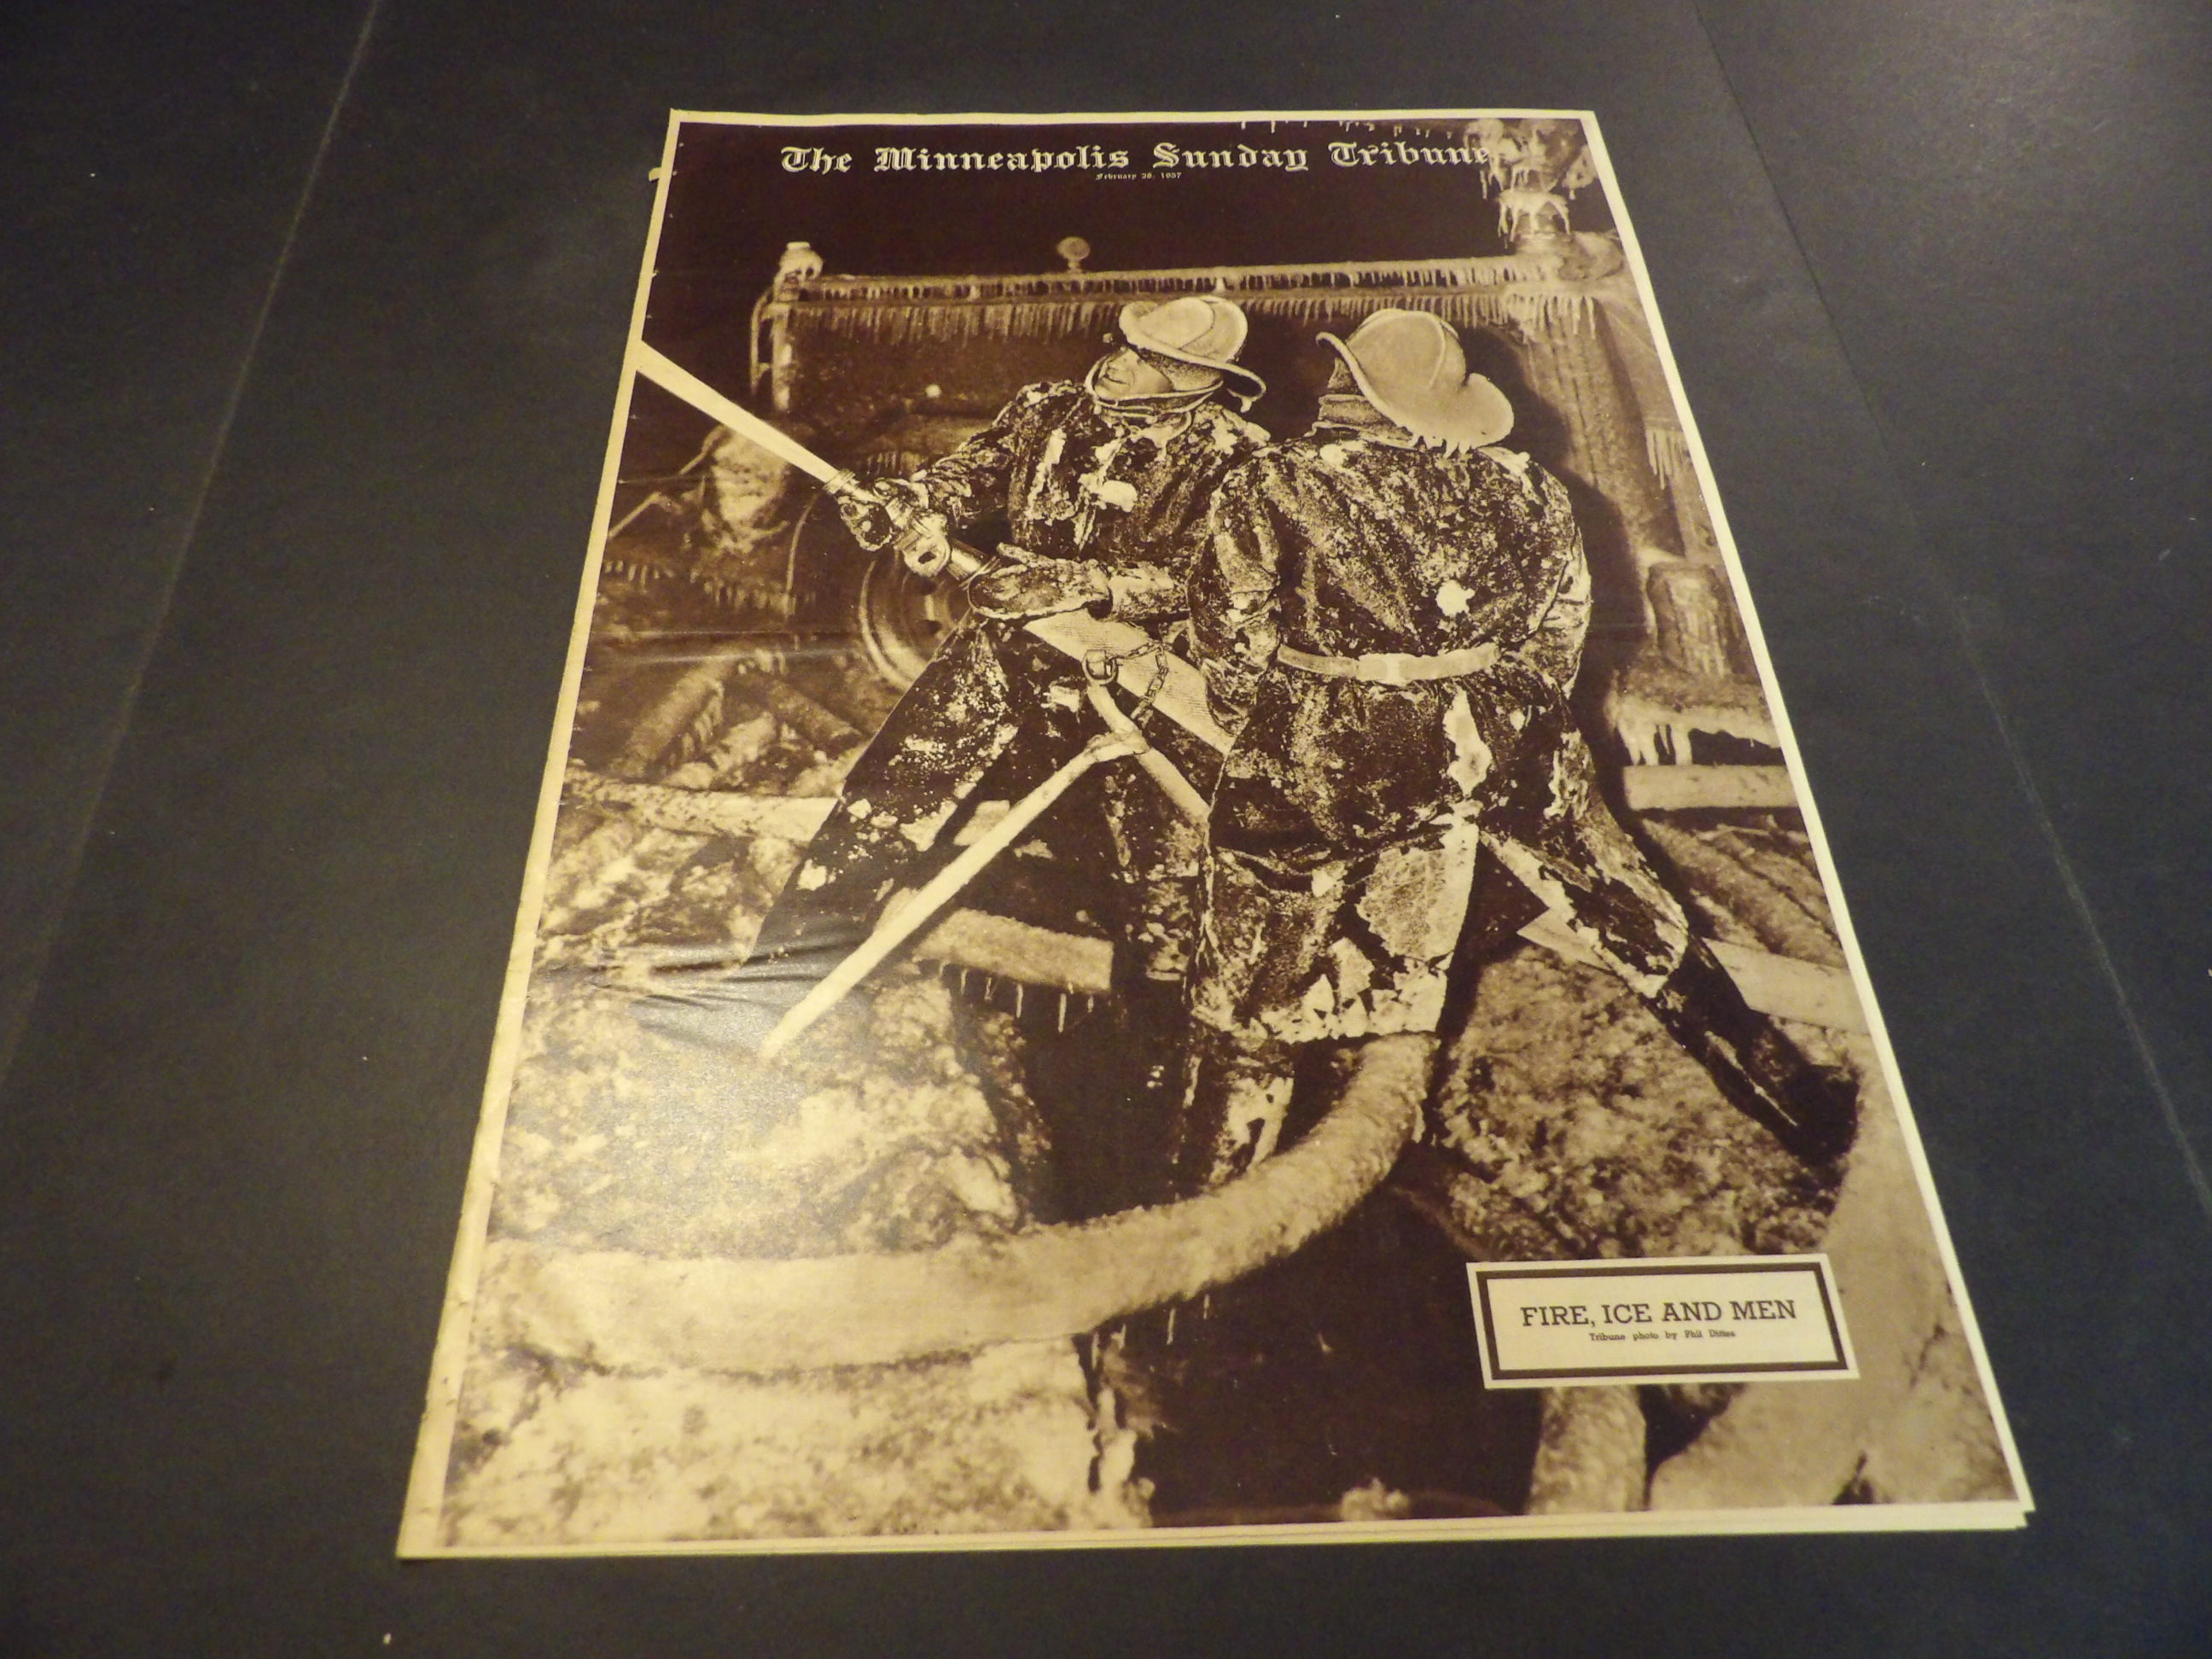 The Minneapolis Sunday Tribune
February 28, 1937
FIRE, ICE AND MEN
Tribune photo by Phil Dittes